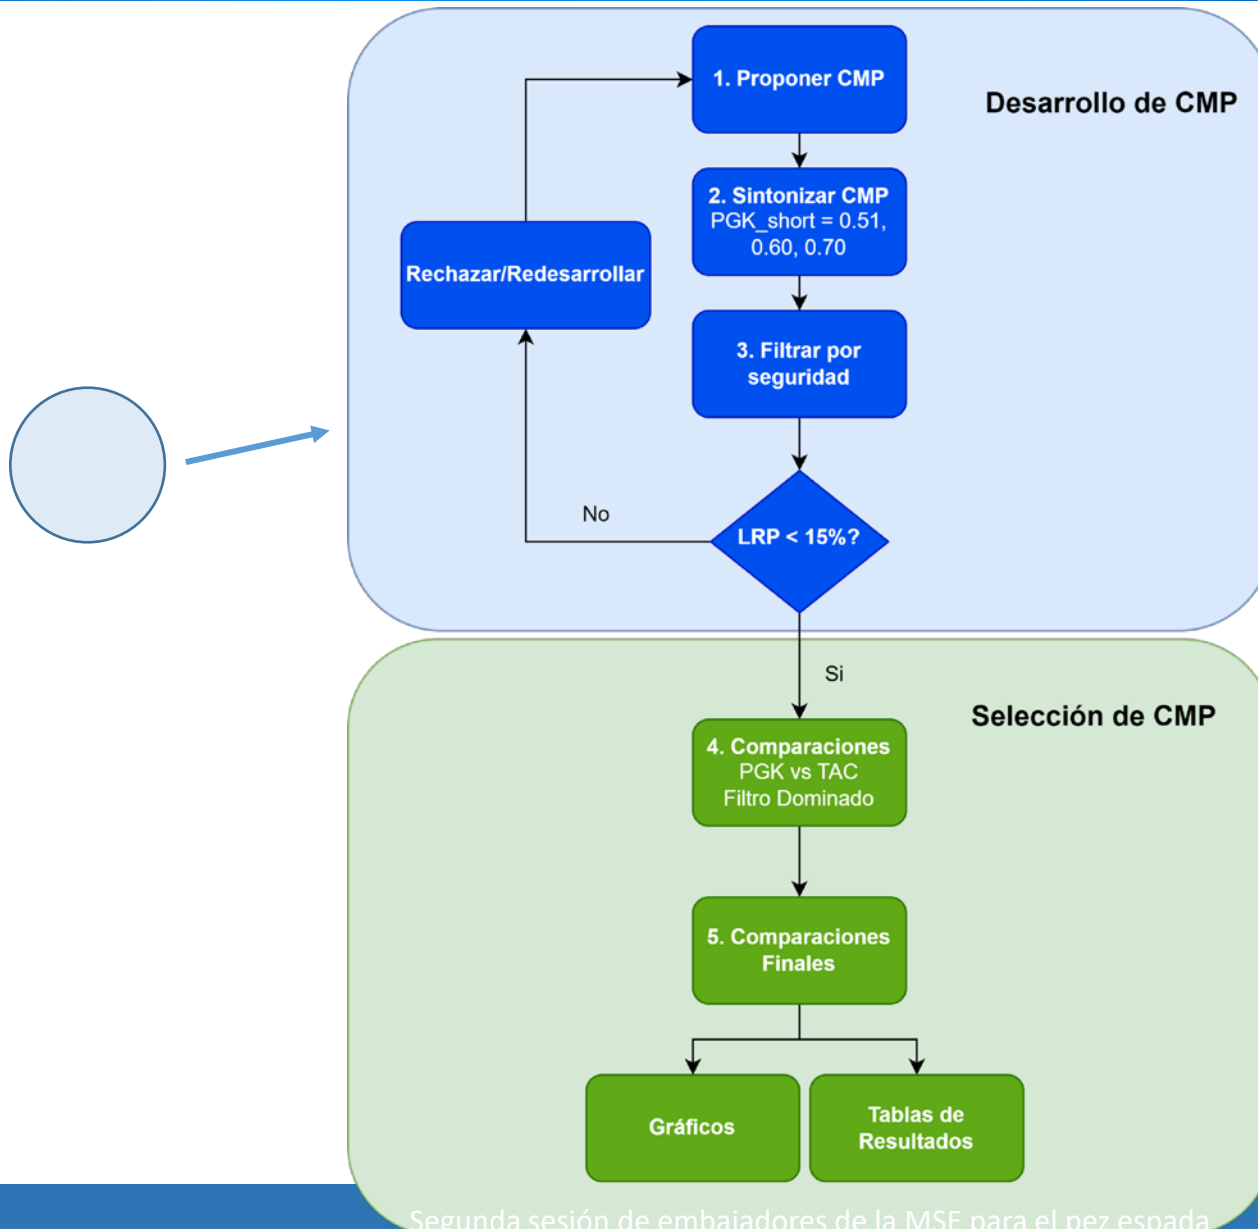 Desarrollo de CMP
1. Proponer CMP
2. Sintonizar CMP
PGK_short = 0.51,
0.60, 0.70
Rechazar/Redesarrollar
3. Filtrar por
seguridad
No
LRP < 15%?
Si
Selección de CMP
4. Comparaciones
PGK vs TAC
Filtro Dominado
5. Comparaciones
Finales
Gráficos
Tablas de
Resultados
Segunda sesión de embajadores de la MSE para el pez espada